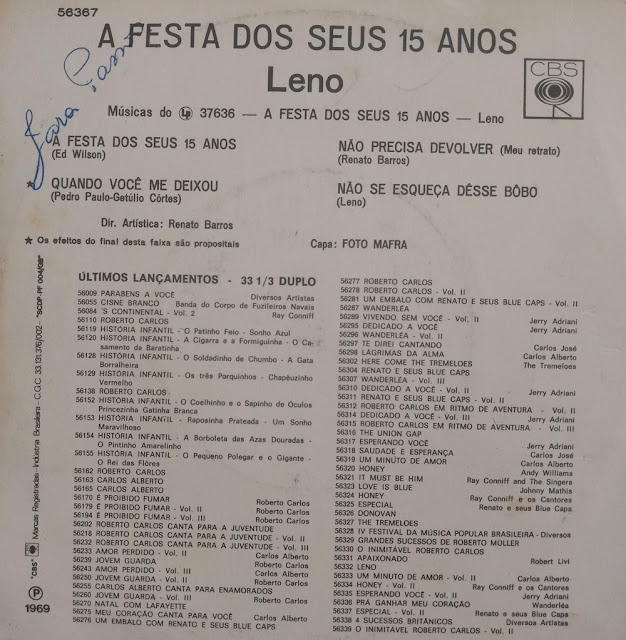 56367
A FESTA DOS SEUS 15 ANOS
Leno
CBS
Músicas do LP 37636 — A FESTA DOS SEUS 15 ANOS — Leno
A FESTA DOS SEUS 15 ANOS
(Ed Wilson)
★ QUANDO VOCÊ ME DEIXOU
(Pedro Paulo-Getúlio Côrtes)
NÃO PRECISA DEVOLVER (Meu retrato)
(Renato Barros)
NÃO SE ESQUEÇA DÊSSE BÔBO
(Leno)
Dir. Artística: Renato Barros
★ Os efeitos do final desta faixa são propositais
Capa: FOTO MAFRA
ÚLTIMOS LANÇAMENTOS - 33 1/3 DUPLO
56009 PARABENS A VOCÊ Diversos Artistas
56055 CISNE BRANCO Banda do Corpo de Fuzileiros Navais
56084 'S CONTINENTAL - Vol. 2 Ray Conniff
56110 ROBERTO CARLOS
56119 HISTÓRIA INFANTIL - O Patinho Feio - Sonho Azul
56120 HISTÓRIA INFANTIL - A Cigarra e a Formiguinha - O Ca-
samento da Baratinha
56128 HISTÓRIA INFANTIL - O Soldadinho de Chumbo - A Gata
Borralheira
56129 HISTÓRIA INFANTIL - Os três Porquinhos - Chapèuzinho
Vermelho
56138 ROBERTO CARLOS
56152 HISTÓRIA INFANTIL - O Coelhinho e o Sapinho de Óculos
Princezinha Gatinha Branca
56153 HISTÓRIA INFANTIL - Raposinha Prateada - Um Sonho
Maravilhoso
56154 HISTÓRIA INFANTIL - A Borboleta das Azas Douradas -
O Pintinho Amarelinho
56155 HISTÓRIA INFANTIL - O Pequeno Polegar e o Gigante -
O Rei das Flôres
56162 ROBERTO CARLOS
56163 CARLOS ALBERTO
56165 CARLOS ALBERTO
56170 É PROIBIDO FUMAR Roberto Carlos
56179 É PROIBIDO FUMAR - Vol. II Roberto Carlos
56194 É PROIBIDO FUMAR - Vol. III Roberto Carlos
56202 ROBERTO CARLOS CANTA PARA A JUVENTUDE
56218 ROBERTO CARLOS CANTA PARA A JUVENTUDE - Vol. II
56232 ROBERTO CARLOS CANTA PARA A JUVENTUDE - Vol. III
56233 AMOR PERDIDO - Vol. II Carlos Alberto
56239 JOVEM GUARDA Roberto Carlos
56243 AMOR PERDIDO - Vol. III Carlos Alberto
56250 JOVEM GUARDA - Vol. II Roberto Carlos
56255 CARLOS ALBERTO CANTA PARA ENAMORADOS
56260 JOVEM GUARDA - Vol. III Roberto Carlos
56270 NATAL COM LAFAYETTE
56275 MEU CORAÇÃO CANTA PARA VOCÊ Carlos Alberto
56276 UM EMBALO COM RENATO E SEUS BLUE CAPS
56277 ROBERTO CARLOS
56278 ROBERTO CARLOS - Vol. II
56281 UM EMBALO COM RENATO E SEUS BLUE CAPS - Vol. II
56287 WANDERLÉA
56289 VIVENDO SEM VOCÊ - Vol. II Jerry Adriani
56295 DEDICADO A VOCÊ Jerry Adriani
56296 WANDERLÉA - Vol. II
56297 TE DIREI CANTANDO Carlos José
56298 LÁGRIMAS DA ALMA Carlos Alberto
56302 HERE COME THE TREMELOES The Tremeloes
56304 RENATO E SEUS BLUE CAPS
56307 WANDERLÉA - Vol. III
56310 DEDICADO A VOCÊ - Vol. II Jerry Adriani
56311 RENATO E SEUS BLUE CAPS - Vol. II
56312 ROBERTO CARLOS EM RITMO DE AVENTURA - Vol. II
56314 DEDICADO A VOCÊ - Vol. III Jerry Adriani
56315 ROBERTO CARLOS EM RITMO DE AVENTURA - Vol. III
56316 THE UNION GAP
56317 ESPERANDO VOCÊ Jerry Adriani
56318 SAUDADE E ESPERANÇA Carlos José
56319 UM MINUTO DE AMOR Carlos Alberto
56320 HONEY Andy Williams
56321 IT MUST BE HIM Ray Conniff and The Singers
56323 LOVE IS BLUE Johnny Mathis
56324 HONEY Ray Conniff e os Cantores
56325 ESPECIAL Renato e seus Blue Caps
56326 DONOVAN
56327 THE TREMELOES
56328 IV FESTIVAL DA MÚSICA POPULAR BRASILEIRA - Diversos
56329 GRANDES SUCESSOS DE ROBERTO MÜLLER
56330 O INIMITÁVEL ROBERTO CARLOS
56331 APAIXONADO Robert Livi
56332 LENO
56333 UM MINUTO DE AMOR - Vol. II Carlos Alberto
56334 HONEY - Vol. II Ray Conniff e os Cantores
56335 ESPERANDO VOCÊ - Vol. II Jerry Adriani
56336 PRÁ GANHAR MEU CORAÇÃO Wanderléa
56337 ESPECIAL - Vol. II Renato e seus Blue Caps
56338 4 SUCESSOS BRITÂNICOS Diversos Artistas
56339 O INIMITÁVEL ROBERTO CARLOS - Vol. II
"CBS" Marcas Registradas - Indústria Brasileira - C.G.C. 33.131.376/002 - "SCDP-PF 004/GB"
Ⓟ
1969